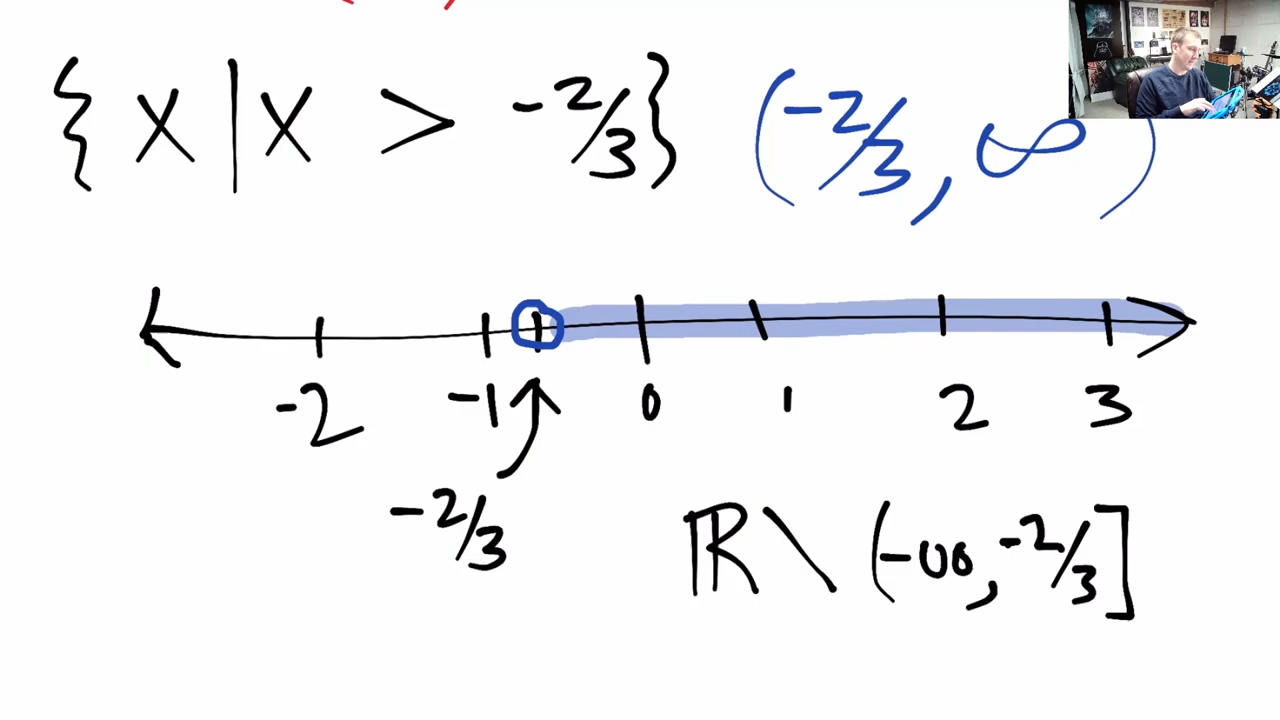 {x|x > -2/3} (-2/3, ∞)
-2 -1 0 1 2 3
-2/3
ℝ \ (-∞, -2/3]